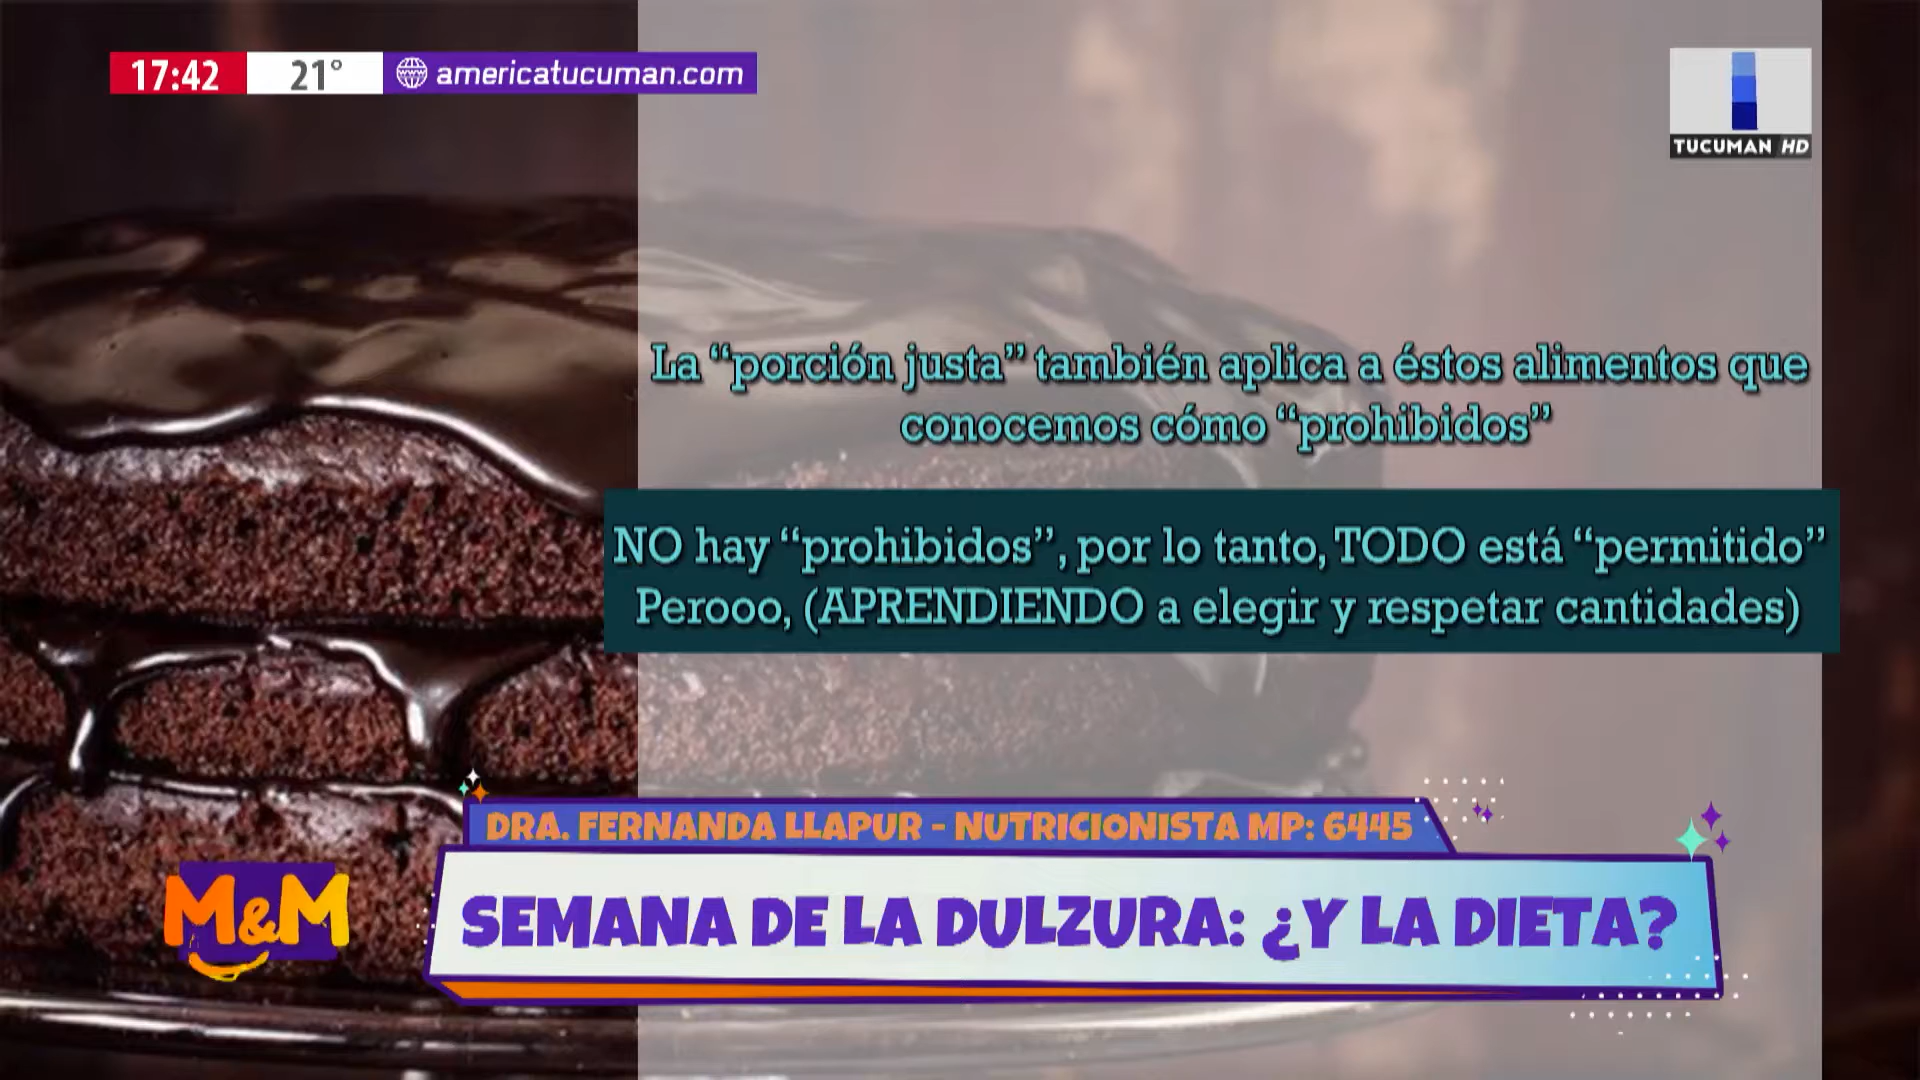 17:42 21° americatucuman.com
TUCUMAN HD
La “porción justa” también aplica a éstos alimentos que
conocemos cómo “prohibidos”
NO hay “prohibidos”, por lo tanto, TODO está “permitido”
Perooo, (APRENDIENDO a elegir y respetar cantidades)
DRA. FERNANDA LLAPUR - NUTRICIONISTA MP: 6445
M&M
SEMANA DE LA DULZURA: ¿Y LA DIETA?